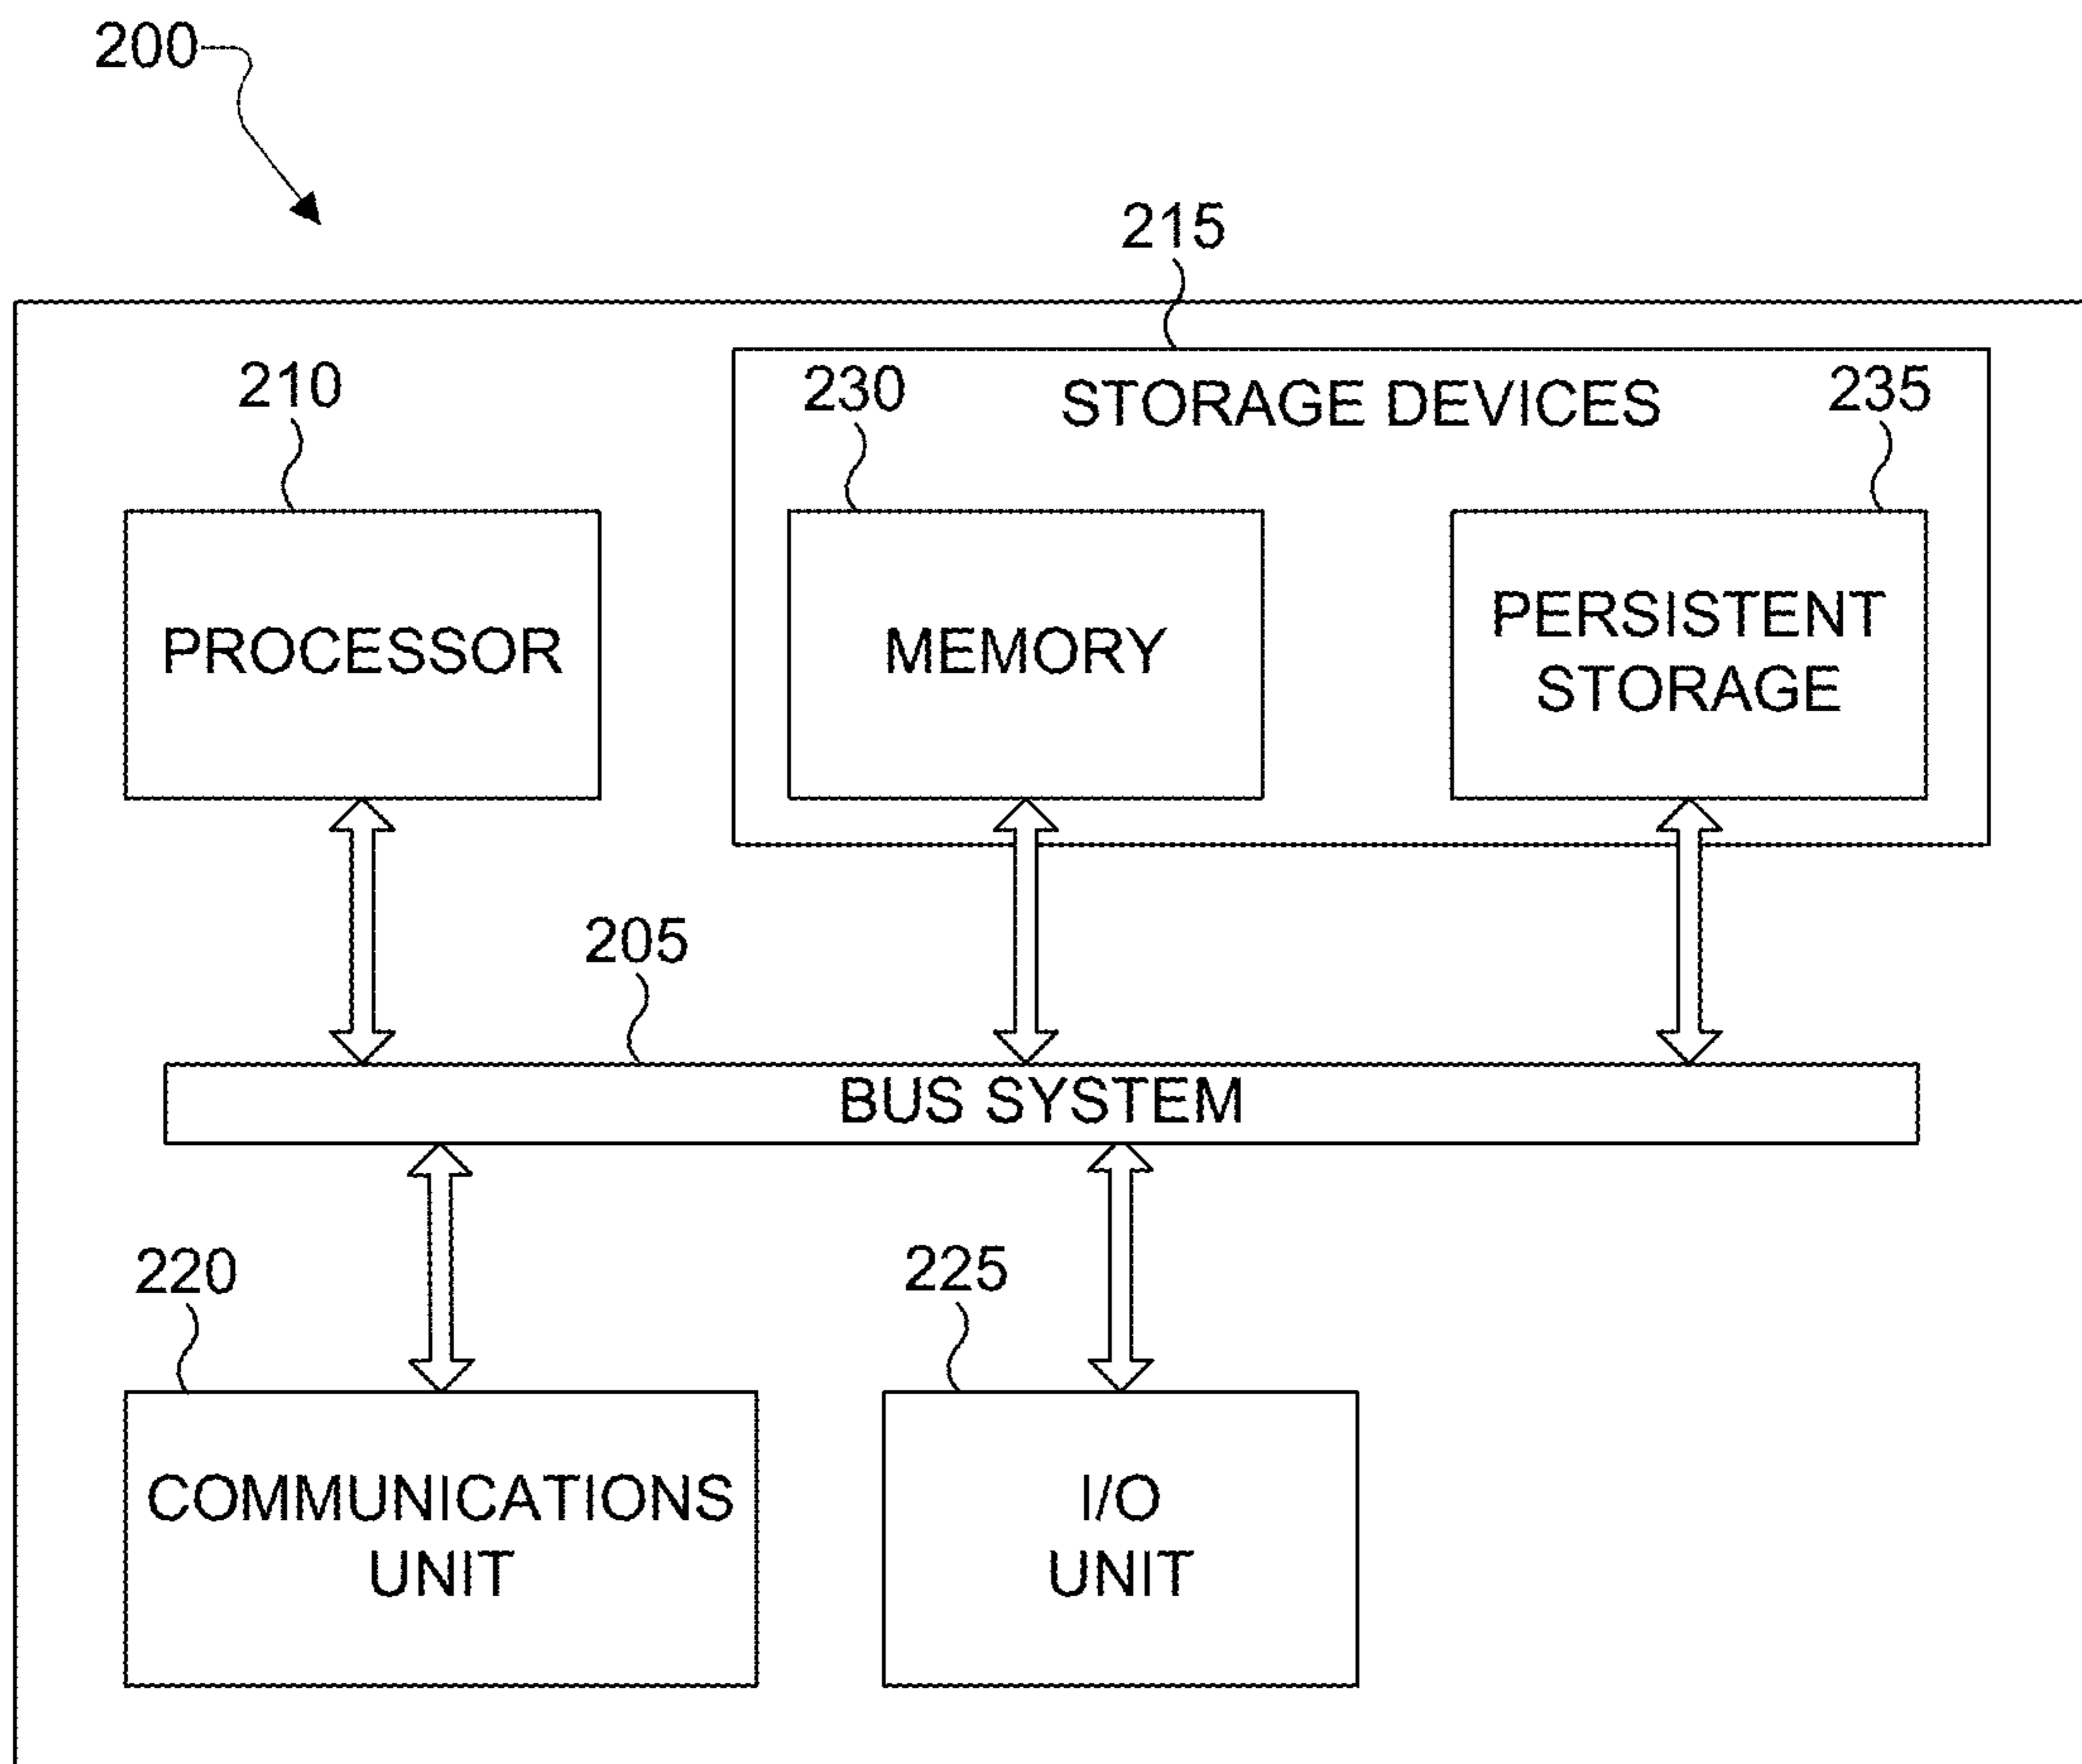 200
215
210
230
STORAGE DEVICES
235
PROCESSOR
MEMORY
PERSISTENT
STORAGE
205
BUS SYSTEM
220
225
COMMUNICATIONS
UNIT
I/O
UNIT